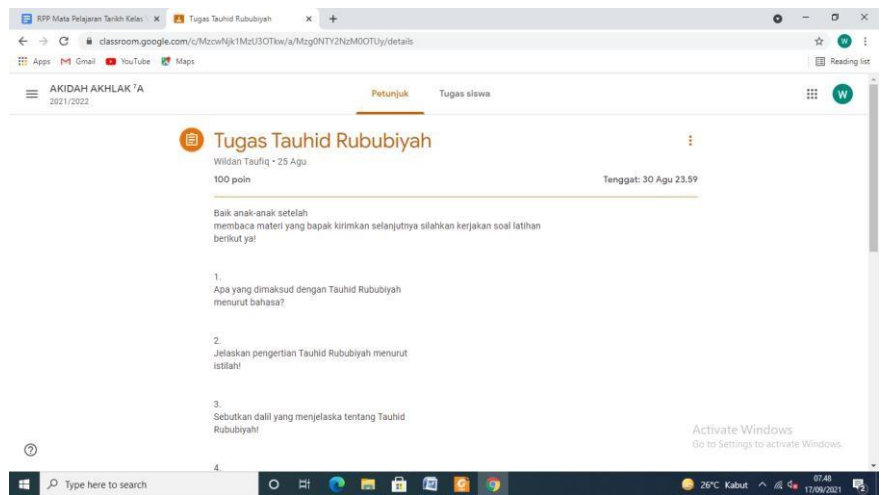 RPP Mata Pelajaran Tarikh Kelas
Tugas Tauhid Rububiyah
classroom.google.com/c/MzcwNjk1MzU3OTkw/a/Mzg0NTY2NzM0OTUy/details
W
Apps Gmail YouTube Maps Reading list
AKIDAH AKHLAK ⁷A
2021/2022
Petunjuk Tugas siswa
W
Tugas Tauhid Rububiyah
Wildan Taufiq • 25 Agu
100 poin Tenggat: 30 Agu 23.59
Baik anak-anak setelah
membaca materi yang bapak kirimkan selanjutnya silahkan kerjakan soal latihan
berikut ya!
1.
Apa yang dimaksud dengan Tauhid Rububiyah
menurut bahasa?
2.
Jelaskan pengertian Tauhid Rububiyah menurut
istilah!
3.
Sebutkan dalil yang menjelaska tentang Tauhid
Rububiyah!
4.
Activate Windows
Go to Settings to activate Windows.
Type here to search
26°C Kabut
07.48
17/09/2021
2